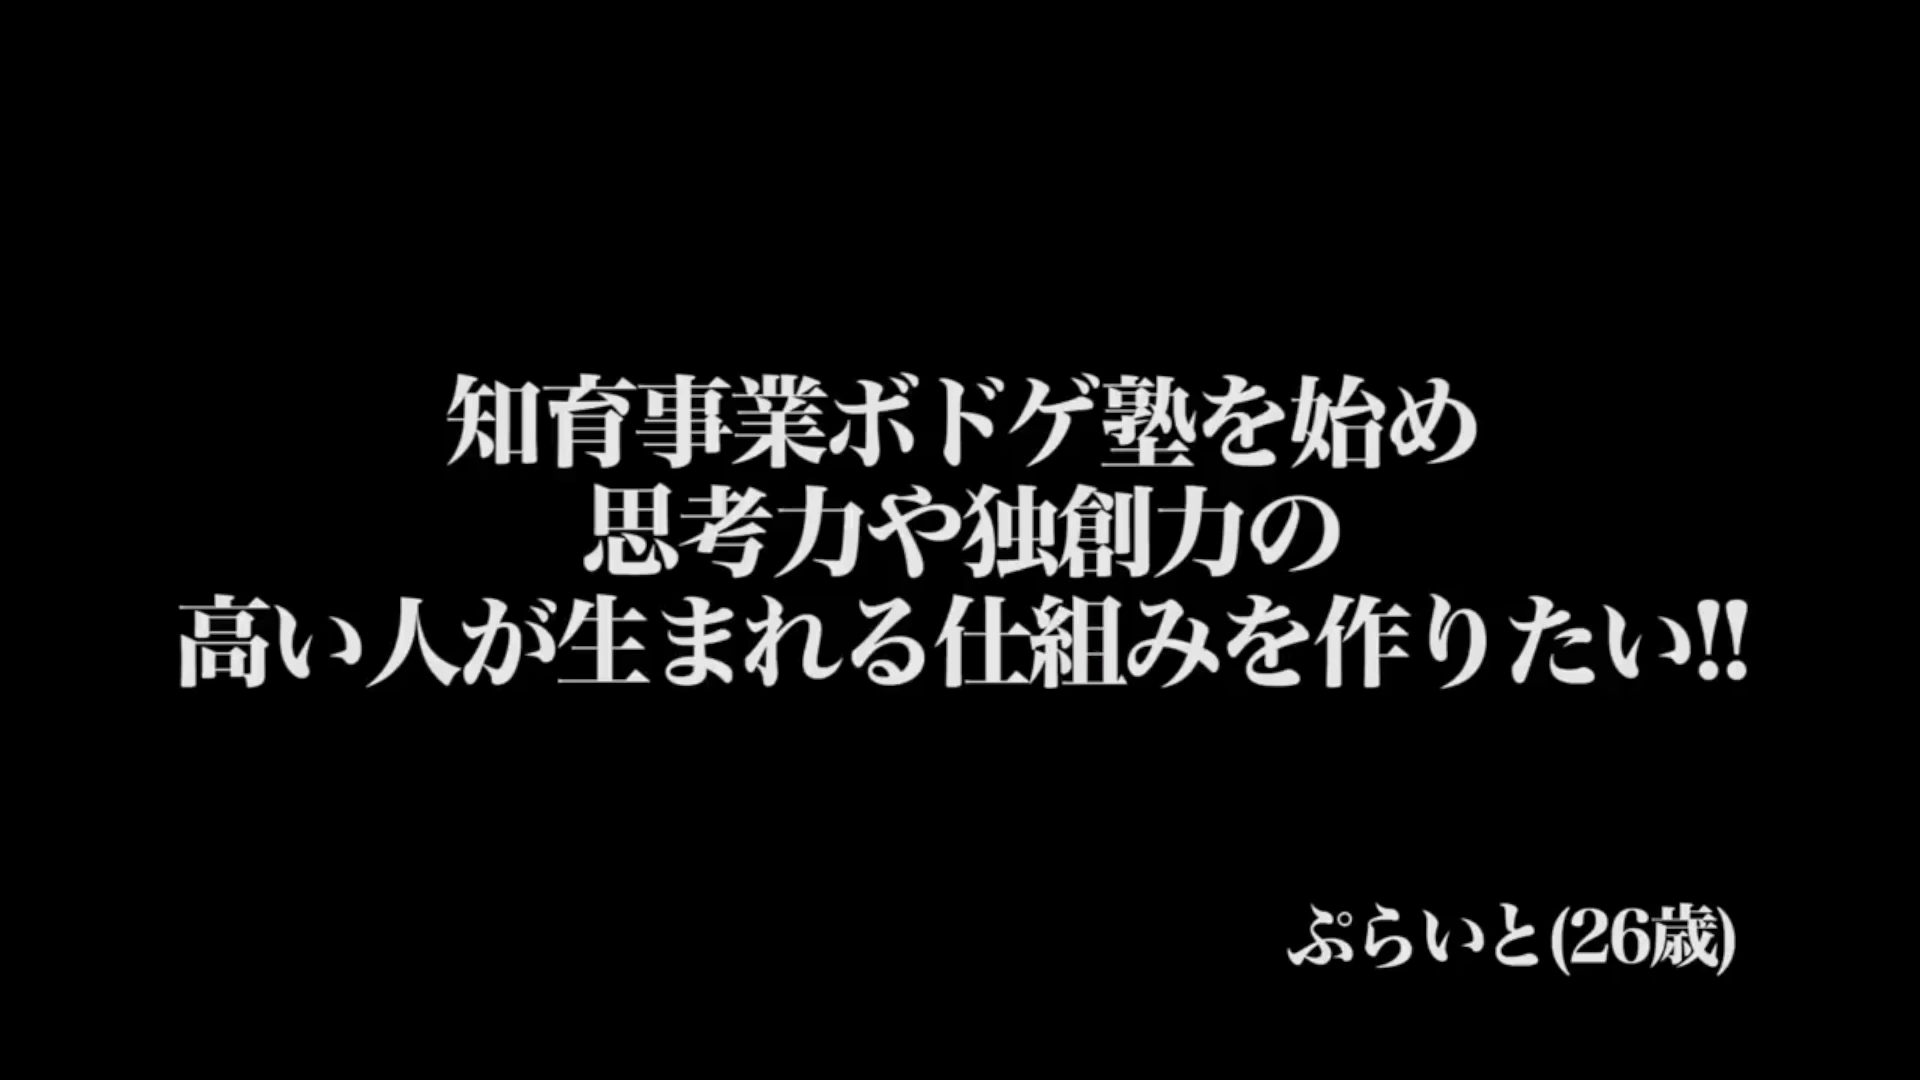 知育事業ボドゲ塾を始め
思考力や独創力の
高い人が生まれる仕組みを作りたい!!
ぷらいと(26歳)